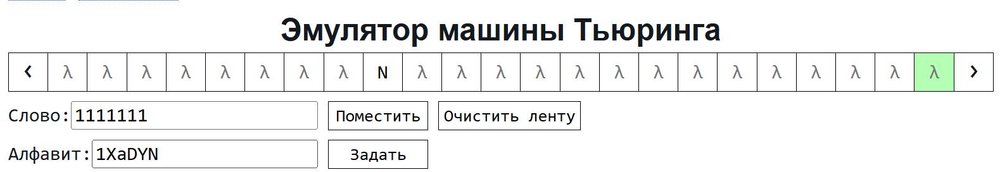 Эмулятор машины Тьюринга
‹ λ λ λ λ λ λ λ λ N λ λ λ λ λ λ λ λ λ λ λ λ λ λ ›
Слово: 1111111 Поместить Очистить ленту
Алфавит: 1XaDYN Задать